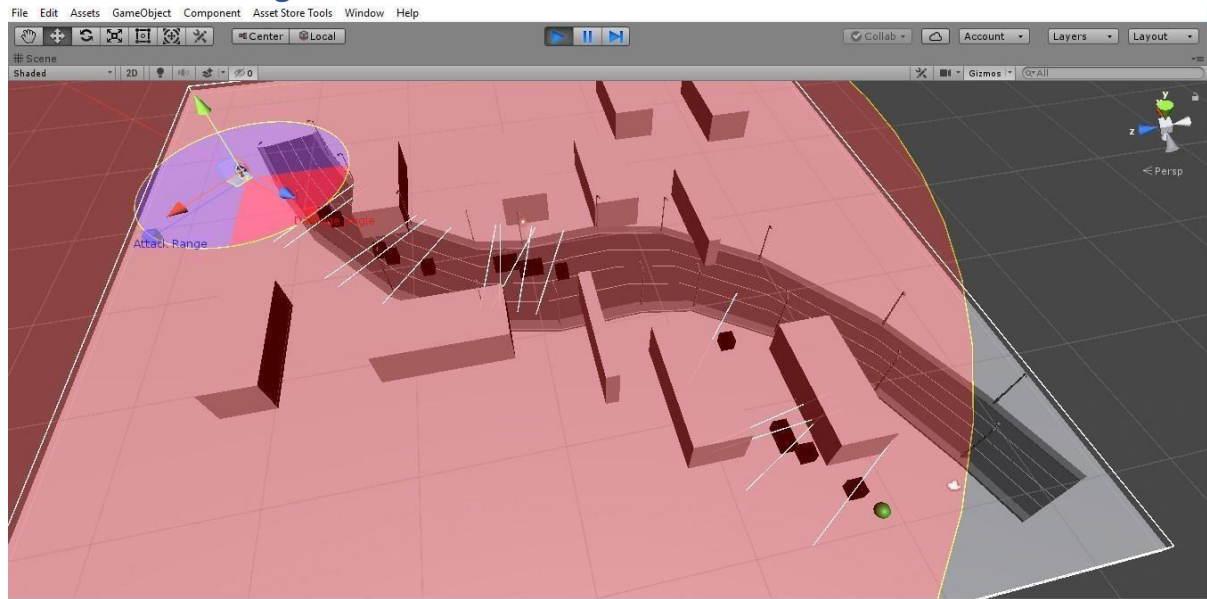 File Edit Assets GameObject Component Asset Store Tools Window Help
Center Local Collab Account Layers Layout
Scene
Shaded 2D 0 Gizmos All
y
z
Persp
Attack Range